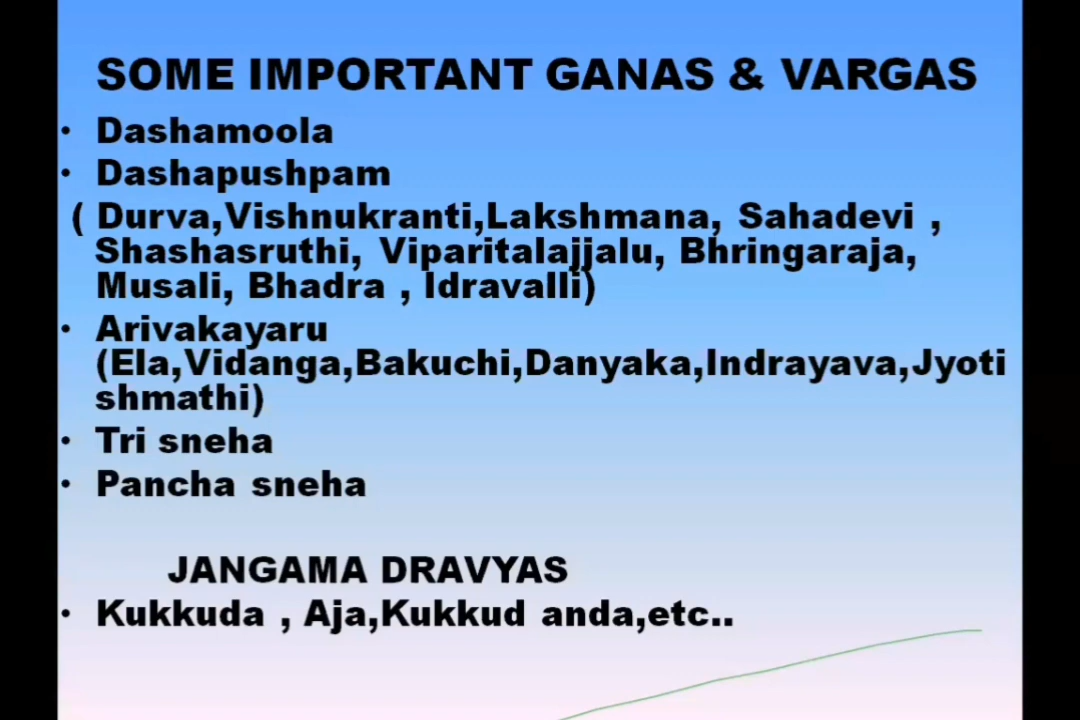 SOME IMPORTANT GANAS & VARGAS
• Dashamoola
• Dashapushpam
( Durva,Vishnukranti,Lakshmana, Sahadevi ,
Shashasruthi, Viparitalajjalu, Bhringaraja,
Musali, Bhadra , Idravalli)
• Arivakayaru
(Ela,Vidanga,Bakuchi,Danyaka,Indrayava,Jyoti
shmathi)
• Tri sneha
• Pancha sneha
JANGAMA DRAVYAS
• Kukkuda , Aja,Kukkud anda,etc..